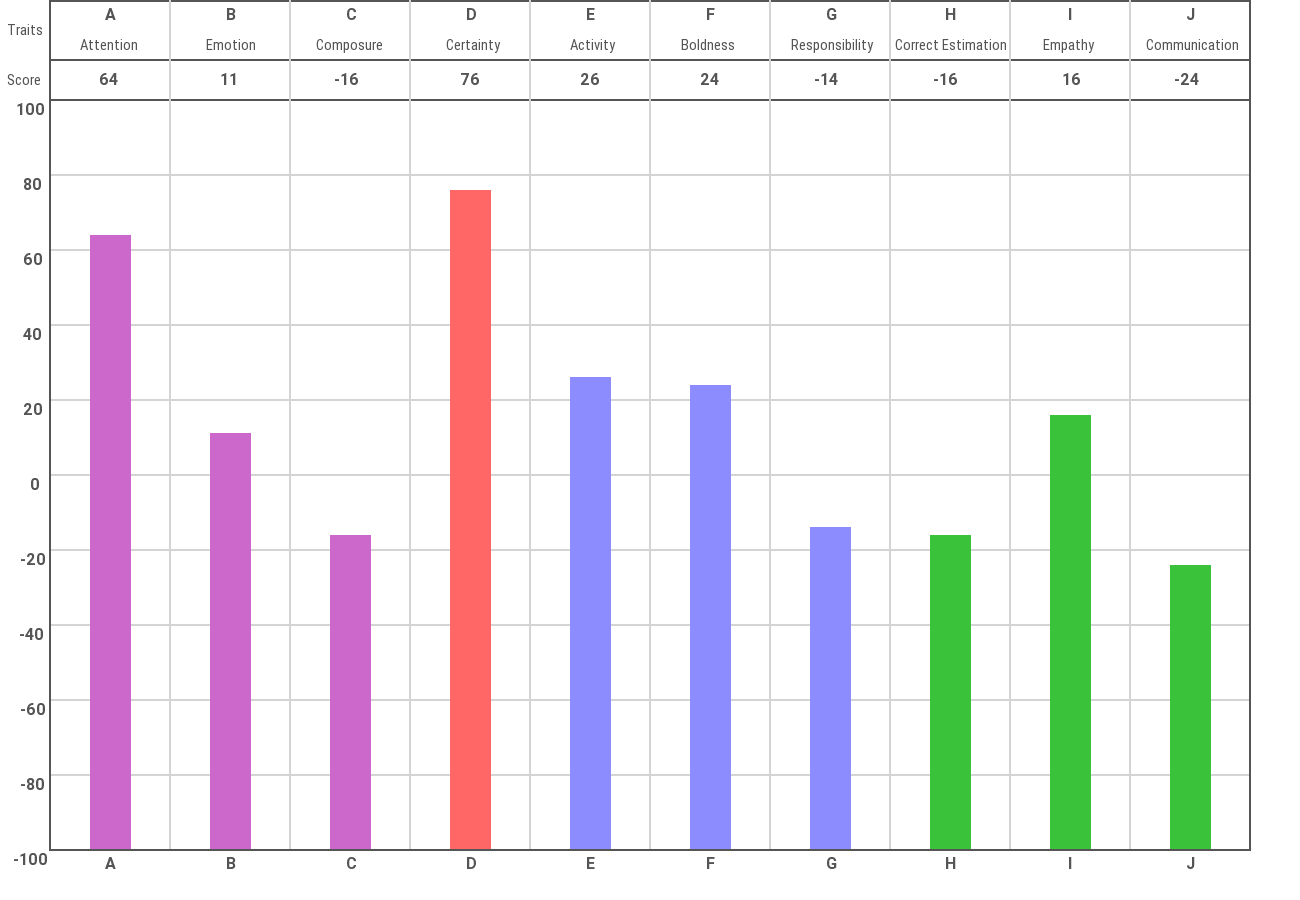 A B C D E F G H I J
Traits
Attention Emotion Composure Certainty Activity Boldness Responsibility Correct Estimation Empathy Communication
Score 64 11 -16 76 26 24 -14 -16 16 -24
100
80
60
40
20
0
-20
-40
-60
-80
-100
A B C D E F G H I J